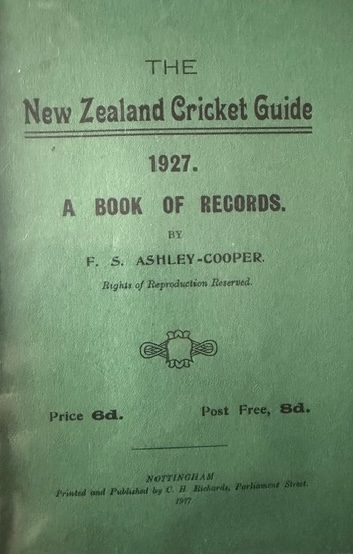 THE
New Zealand Cricket Guide
1927.
A BOOK OF RECORDS.
BY
F. S. ASHLEY-COOPER.
Rights of Reproduction Reserved.
Price 6d. Post Free, 8d.
NOTTINGHAM
Printed and Published by C. H. Richards, Parliament Street.
1927